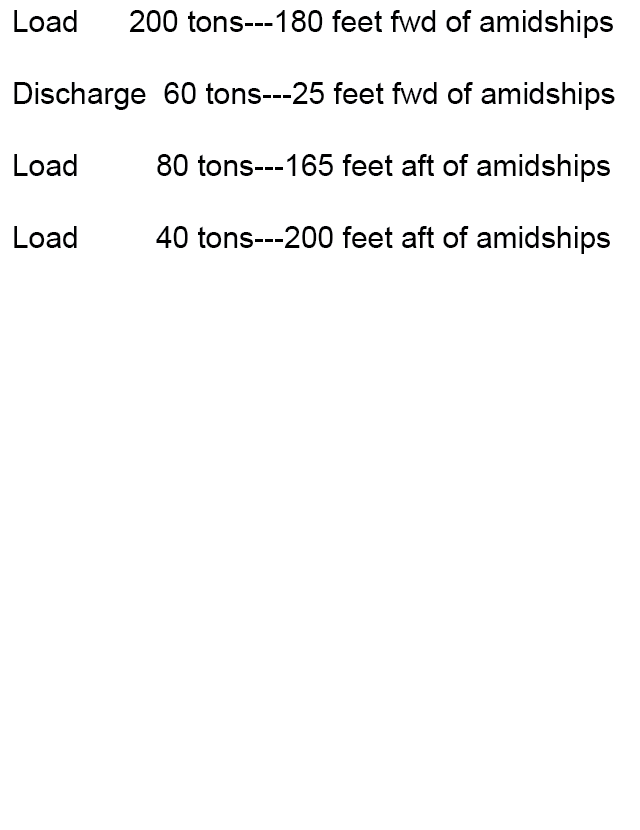 Load 200 tons---180 feet fwd of amidships
Discharge 60 tons---25 feet fwd of amidships
Load 80 tons---165 feet aft of amidships
Load 40 tons---200 feet aft of amidships